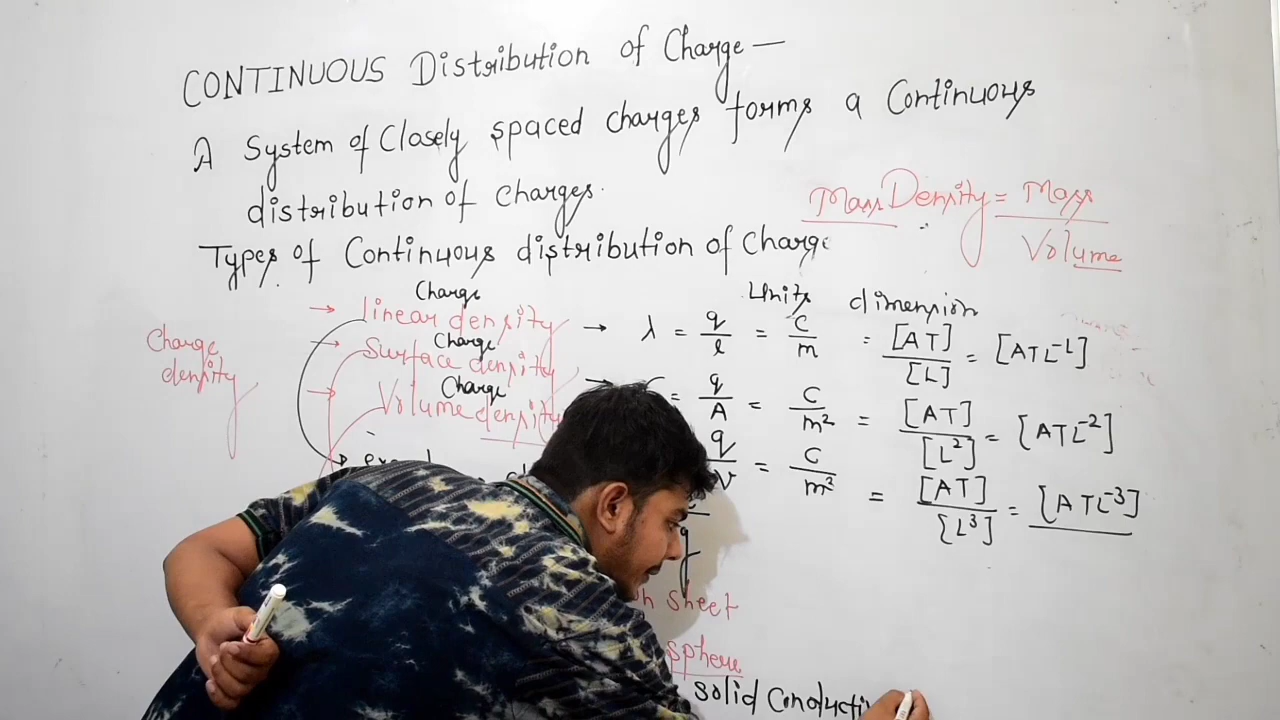 CONTINUOUS Distribution of Charge —
A System of Closely spaced charges forms a Continuous
distribution of charges.
Mass Density = Mass / Volume
Types of Continuous distribution of Charge
Units dimension
Charge density
→ linear Charge density → λ = q/l = C/m = [AT]/[L] = [ATL⁻¹]
→ Surface Charge density → = q/A = C/m² = [AT]/[L²] = [ATL⁻²]
→ Volume Charge density q/v = C/m³ = [AT]/[L³] = [ATL⁻³]
sheet
sphere
solid